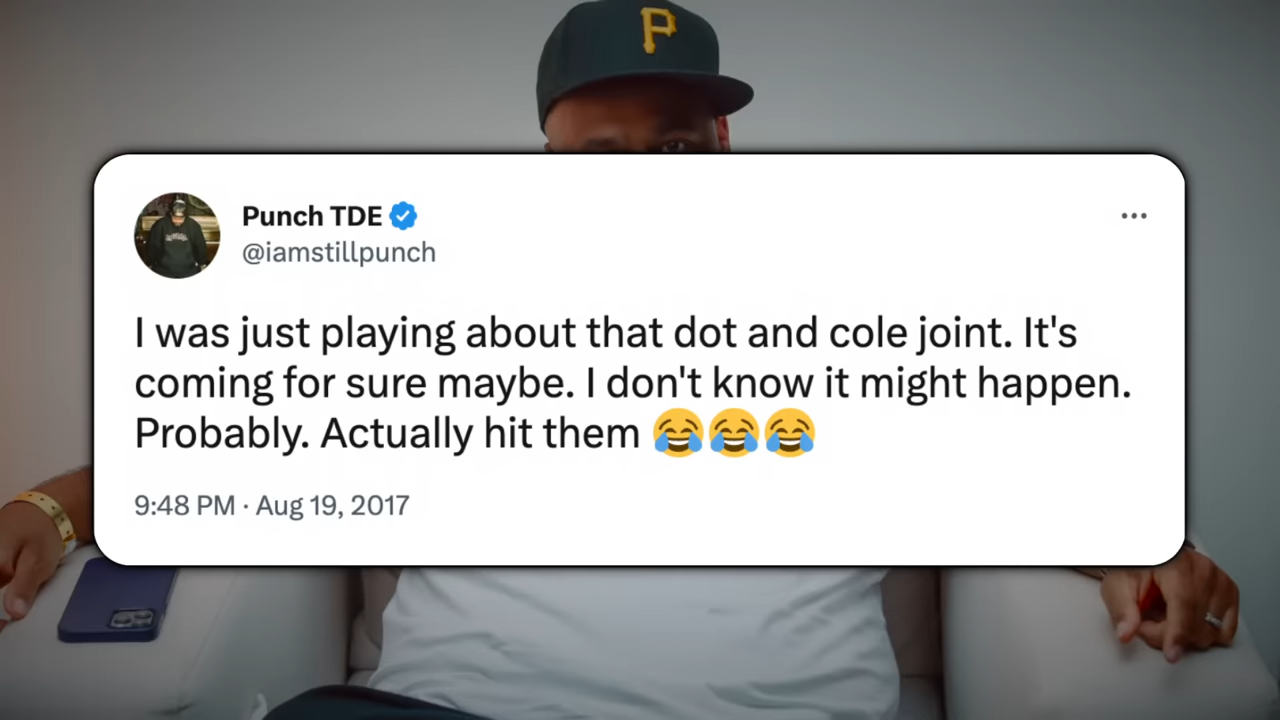 P
Punch TDE
@iamstillpunch
I was just playing about that dot and cole joint. It's
coming for sure maybe. I don't know it might happen.
Probably. Actually hit them 😂😂😂
9:48 PM · Aug 19, 2017